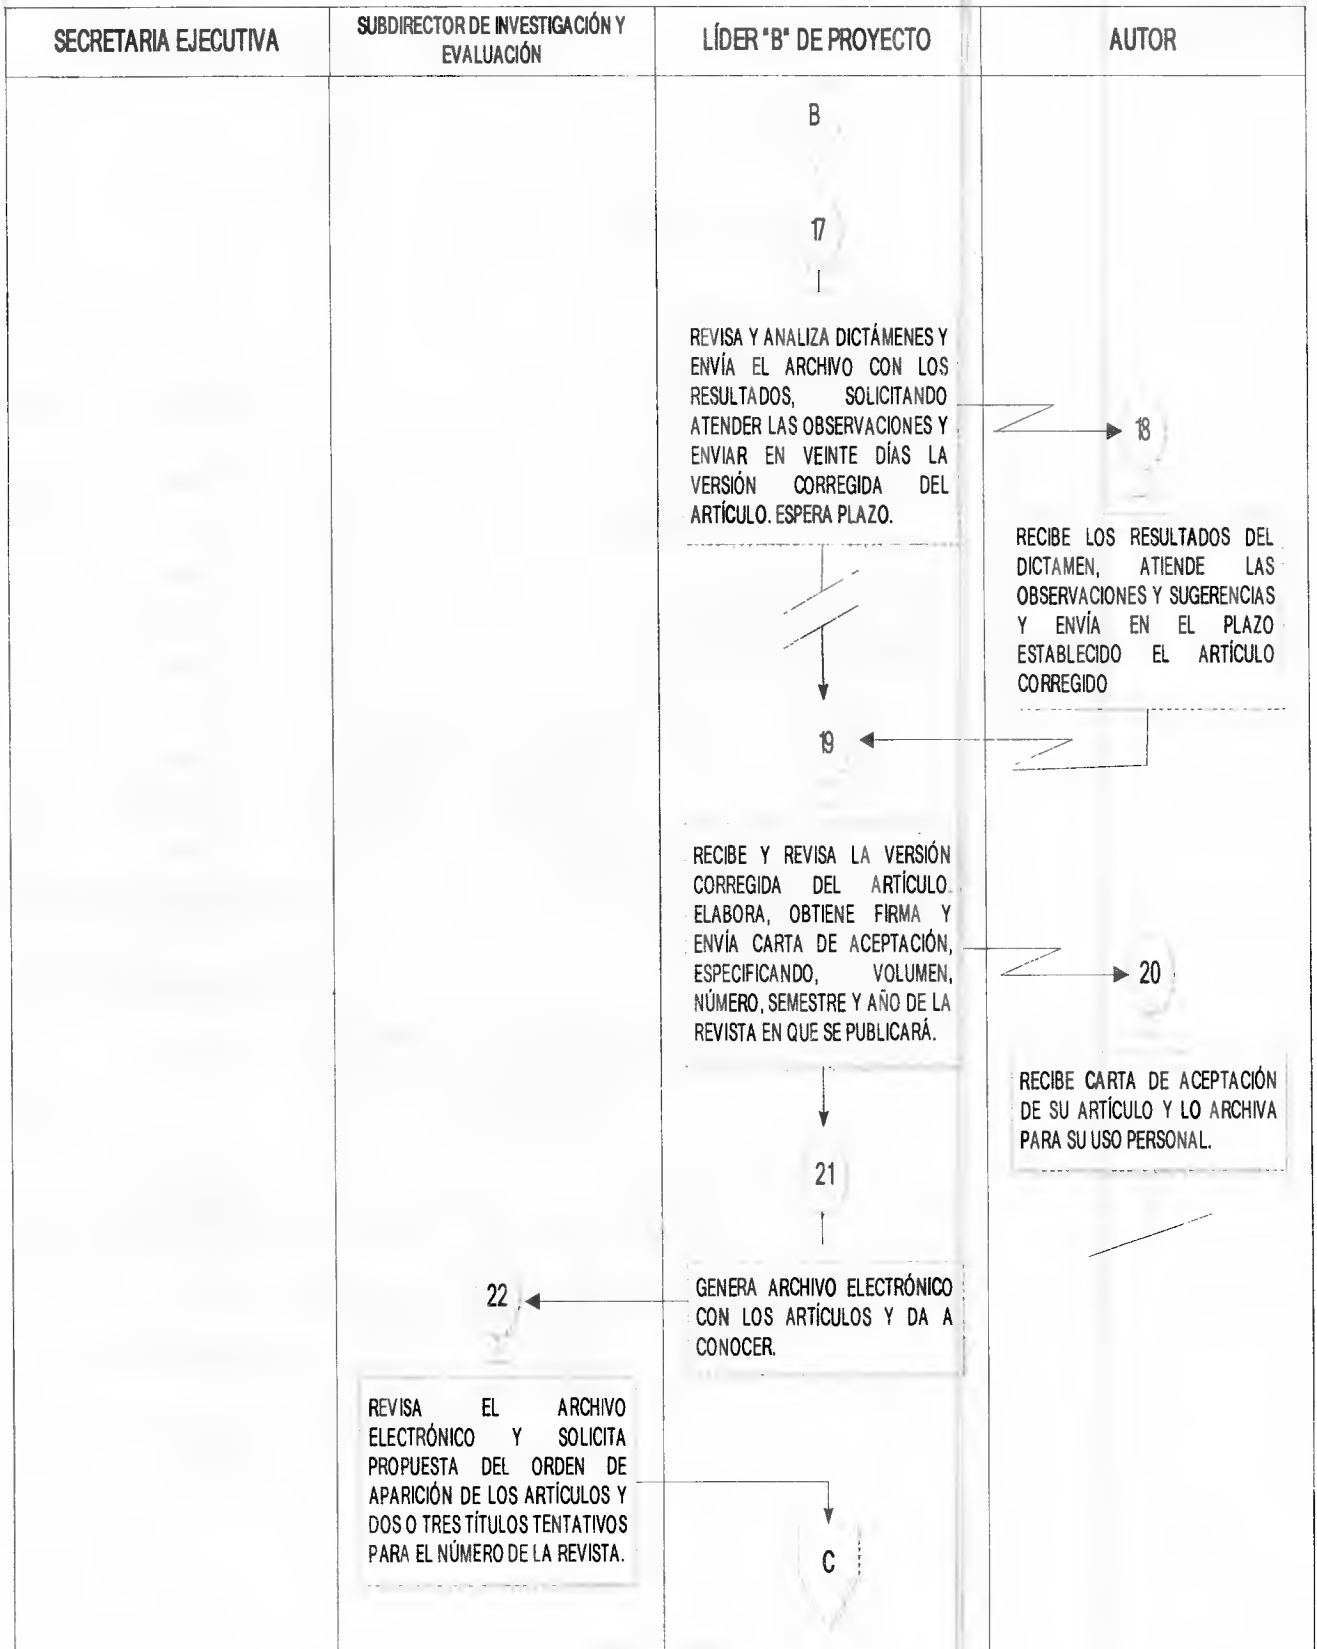 SECRETARIA EJECUTIVA
SUBDIRECTOR DE INVESTIGACIÓN Y
EVALUACIÓN
LÍDER "B" DE PROYECTO
AUTOR
B
17
REVISA Y ANALIZA DICTÁMENES Y
ENVÍA EL ARCHIVO CON LOS
RESULTADOS, SOLICITANDO
ATENDER LAS OBSERVACIONES Y
ENVIAR EN VEINTE DÍAS LA
VERSIÓN CORREGIDA DEL
ARTÍCULO. ESPERA PLAZO.
18
RECIBE LOS RESULTADOS DEL
DICTAMEN, ATIENDE LAS
OBSERVACIONES Y SUGERENCIAS
Y ENVÍA EN EL PLAZO
ESTABLECIDO EL ARTÍCULO
CORREGIDO
19
RECIBE Y REVISA LA VERSIÓN
CORREGIDA DEL ARTÍCULO.
ELABORA, OBTIENE FIRMA Y
ENVÍA CARTA DE ACEPTACIÓN,
ESPECIFICANDO, VOLUMEN,
NÚMERO, SEMESTRE Y AÑO DE LA
REVISTA EN QUE SE PUBLICARÁ.
20
RECIBE CARTA DE ACEPTACIÓN
DE SU ARTÍCULO Y LO ARCHIVA
PARA SU USO PERSONAL.
21
GENERA ARCHIVO ELECTRÓNICO
CON LOS ARTÍCULOS Y DA A
CONOCER.
22
REVISA EL ARCHIVO
ELECTRÓNICO Y SOLICITA
PROPUESTA DEL ORDEN DE
APARICIÓN DE LOS ARTÍCULOS Y
DOS O TRES TÍTULOS TENTATIVOS
PARA EL NÚMERO DE LA REVISTA.
C